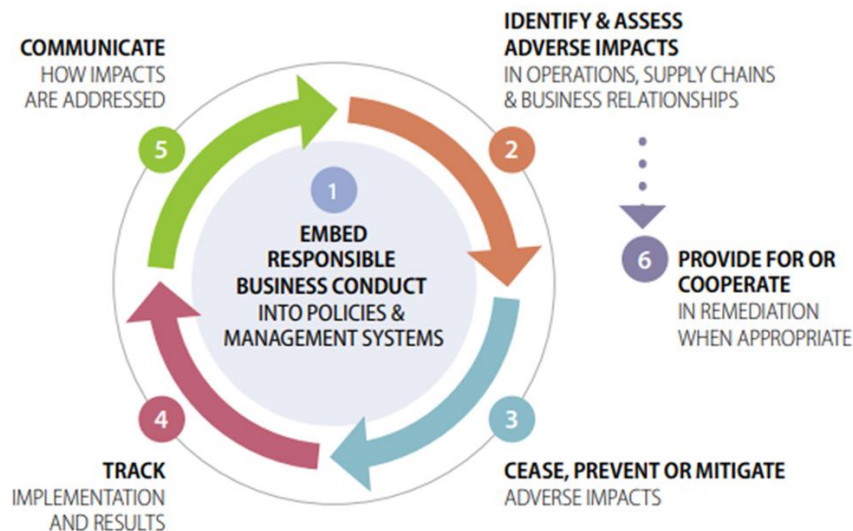 1
EMBED
RESPONSIBLE
BUSINESS CONDUCT
INTO POLICIES &
MANAGEMENT SYSTEMS
2
IDENTIFY & ASSESS
ADVERSE IMPACTS
IN OPERATIONS, SUPPLY CHAINS
& BUSINESS RELATIONSHIPS
3
CEASE, PREVENT OR MITIGATE
ADVERSE IMPACTS
4
TRACK
IMPLEMENTATION
AND RESULTS
5
COMMUNICATE
HOW IMPACTS
ARE ADDRESSED
6
PROVIDE FOR OR
COOPERATE
IN REMEDIATION
WHEN APPROPRIATE